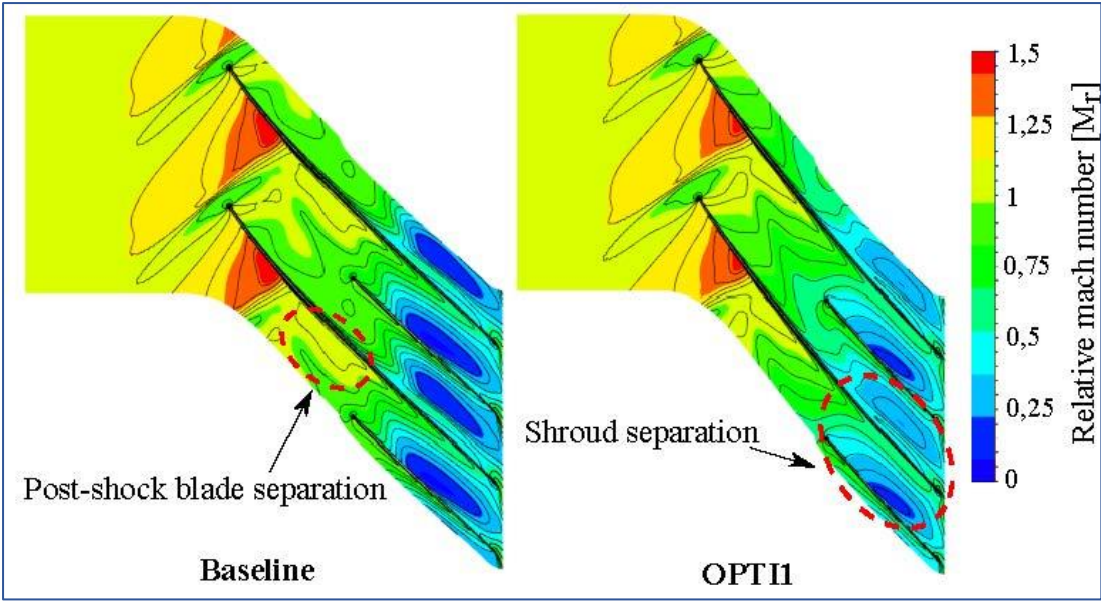 1,5
1,25
1
0,75
0,5
0,25
0
Relative mach number [Mr]
Shroud separation
Post-shock blade separation
Baseline
OPTI1